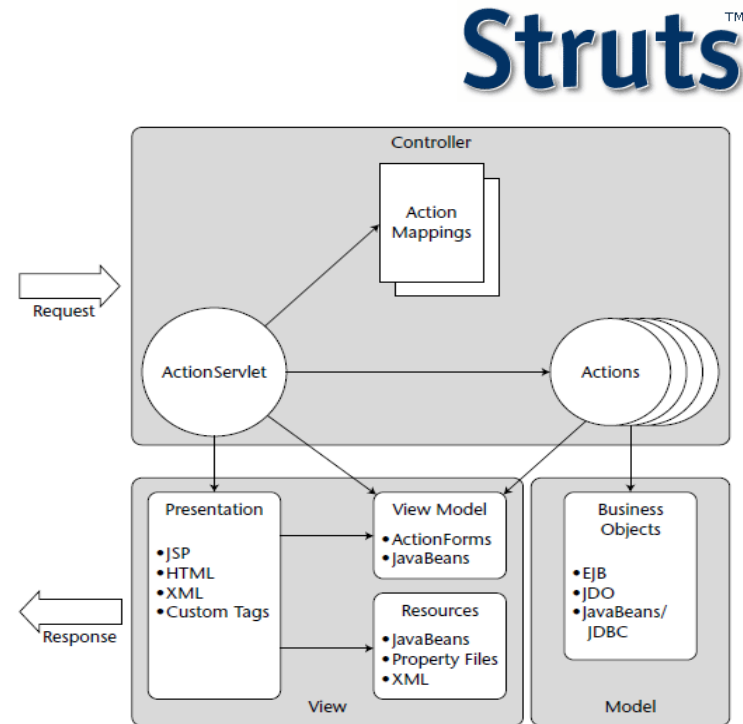 Struts™
Controller
Action
Mappings
Request
ActionServlet
Actions
Presentation
•JSP
•HTML
•XML
•Custom Tags
View Model
•ActionForms
•JavaBeans
Business
Objects
•EJB
•JDO
•JavaBeans/
JDBC
Resources
•JavaBeans
•Property Files
•XML
Response
View
Model